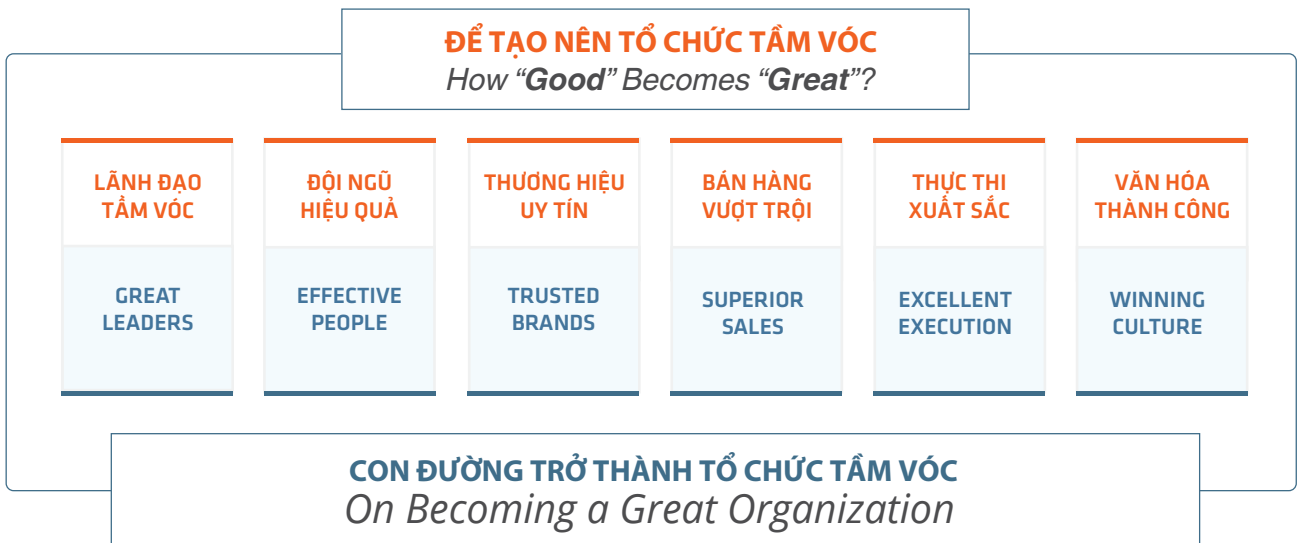 ĐỂ TẠO NÊN TỔ CHỨC TẦM VÓC
How “Good” Becomes “Great”?
LÃNH ĐẠO
TẦM VÓC
GREAT
LEADERS
ĐỘI NGŨ
HIỆU QUẢ
EFFECTIVE
PEOPLE
THƯƠNG HIỆU
UY TÍN
TRUSTED
BRANDS
BÁN HÀNG
VƯỢT TRỘI
SUPERIOR
SALES
THỰC THI
XUẤT SẮC
EXCELLENT
EXECUTION
VĂN HÓA
THÀNH CÔNG
WINNING
CULTURE
CON ĐƯỜNG TRỞ THÀNH TỔ CHỨC TẦM VÓC
On Becoming a Great Organization